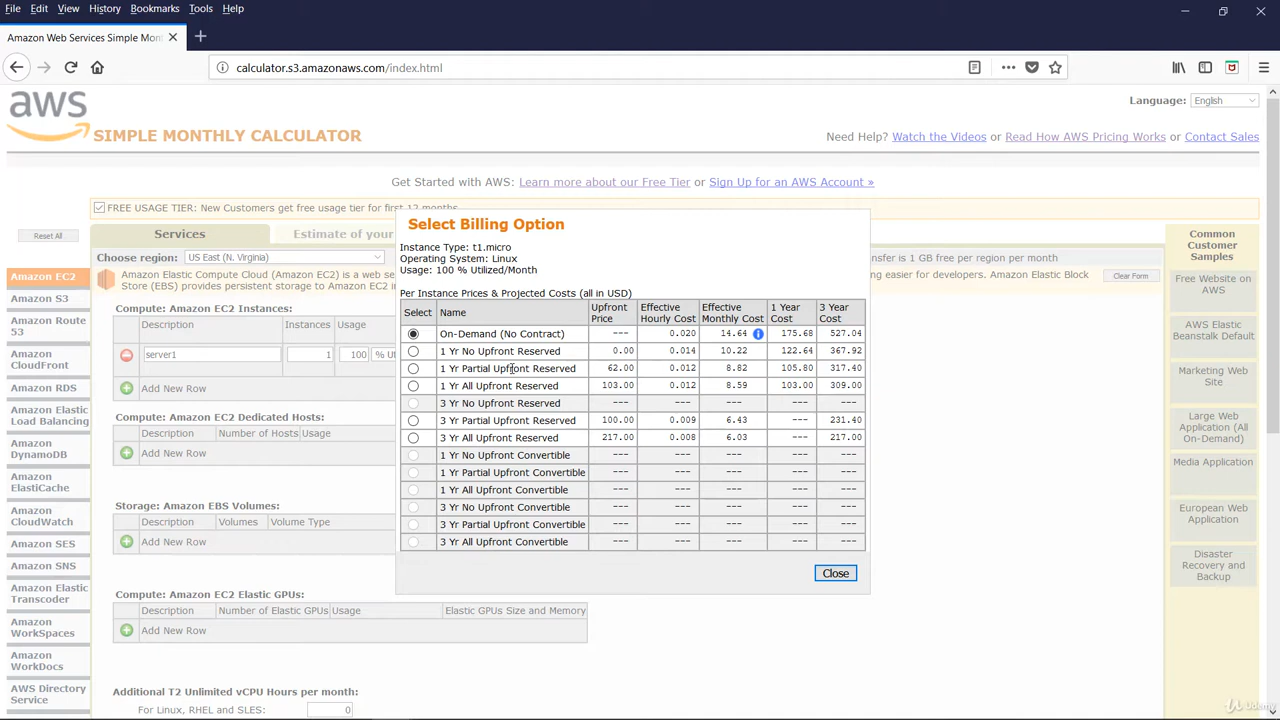 File Edit View History Bookmarks Tools Help
Amazon Web Services Simple Mon
calculator.s3.amazonaws.com/index.html
aws
SIMPLE MONTHLY CALCULATOR
Language: English
Need Help? Watch the Videos or Read How AWS Pricing Works or Contact Sales
Get Started with AWS: Learn more about our Free Tier or Sign Up for an AWS Account »
Reset All
FREE USAGE TIER: New Customers get free usage tier for first 12 months
Services
Estimate of your
Choose region: US East (N. Virginia)
sfer is 1 GB free per region per month
Amazon Elastic Compute Cloud (Amazon EC2) is a web se
ing easier for developers. Amazon Elastic Block
Store (EBS) provides persistent storage to Amazon EC2 i
Clear Form
Compute: Amazon EC2 Instances:
Description Instances Usage
server1 1 100 % Ut
Add New Row
Compute: Amazon EC2 Dedicated Hosts:
Description Number of Hosts Usage
Add New Row
Storage: Amazon EBS Volumes:
Description Volumes Volume Type
Add New Row
Compute: Amazon EC2 Elastic GPUs:
Description Number of Elastic GPUs Usage Elastic GPUs Size and Memory
Add New Row
Additional T2 Unlimited vCPU Hours per month:
For Linux, RHEL and SLES: 0
Amazon EC2
Amazon S3
Amazon Route
53
Amazon
CloudFront
Amazon RDS
Amazon Elastic
Load Balancing
Amazon
DynamoDB
Amazon
ElastiCache
Amazon
CloudWatch
Amazon SES
Amazon SNS
Amazon Elastic
Transcoder
Amazon
WorkSpaces
Amazon
WorkDocs
AWS Directory
Service
Select Billing Option
Instance Type: t1.micro
Operating System: Linux
Usage: 100 % Utilized/Month
Per Instance Prices & Projected Costs (all in USD)
Select Name Upfront Price Effective Hourly Cost Effective Monthly Cost 1 Year Cost 3 Year Cost
On-Demand (No Contract) --- 0.020 14.64 i 175.68 527.04
1 Yr No Upfront Reserved 0.00 0.014 10.22 122.64 367.92
1 Yr Partial Upfront Reserved 62.00 0.012 8.82 105.80 317.40
1 Yr All Upfront Reserved 103.00 0.012 8.59 103.00 309.00
3 Yr No Upfront Reserved --- --- --- --- ---
3 Yr Partial Upfront Reserved 100.00 0.009 6.43 --- 231.40
3 Yr All Upfront Reserved 217.00 0.008 6.03 --- 217.00
1 Yr No Upfront Convertible --- --- --- --- ---
1 Yr Partial Upfront Convertible --- --- --- --- ---
1 Yr All Upfront Convertible --- --- --- --- ---
3 Yr No Upfront Convertible --- --- --- --- ---
3 Yr Partial Upfront Convertible --- --- --- --- ---
3 Yr All Upfront Convertible --- --- --- --- ---
Close
Common
Customer
Samples
Free Website on
AWS
AWS Elastic
Beanstalk Default
Marketing Web
Site
Large Web
Application (All
On-Demand)
Media Application
European Web
Application
Disaster
Recovery and
Backup
Udemy